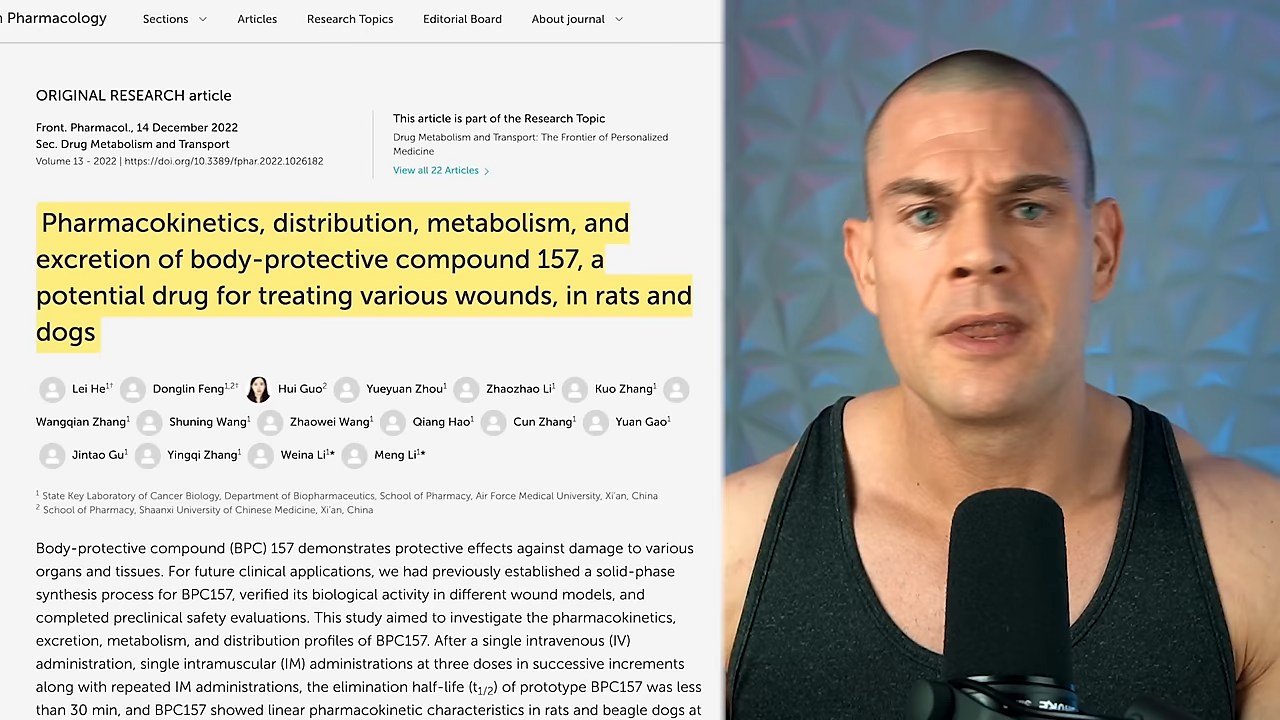 Pharmacology Sections Articles Research Topics Editorial Board About journal
ORIGINAL RESEARCH article
Front. Pharmacol., 14 December 2022
Sec. Drug Metabolism and Transport
Volume 13 - 2022 | https://doi.org/10.3389/fphar.2022.1026182
This article is part of the Research Topic
Drug Metabolism and Transport: The Frontier of Personalized
Medicine
View all 22 Articles
Pharmacokinetics, distribution, metabolism, and
excretion of body-protective compound 157, a
potential drug for treating various wounds, in rats and
dogs
Lei He1† Donglin Feng1,2† Hui Guo2 Yueyuan Zhou1 Zhaozhao Li1 Kuo Zhang1
Wangqian Zhang1 Shuning Wang1 Zhaowei Wang1 Qiang Hao1 Cun Zhang1 Yuan Gao1
Jintao Gu1 Yingqi Zhang1 Weina Li1* Meng Li1*
1 State Key Laboratory of Cancer Biology, Department of Biopharmaceutics, School of Pharmacy, Air Force Medical University, Xi'an, China
2 School of Pharmacy, Shaanxi University of Chinese Medicine, Xi'an, China
Body-protective compound (BPC) 157 demonstrates protective effects against damage to various
organs and tissues. For future clinical applications, we had previously established a solid-phase
synthesis process for BPC157, verified its biological activity in different wound models, and
completed preclinical safety evaluations. This study aimed to investigate the pharmacokinetics,
excretion, metabolism, and distribution profiles of BPC157. After a single intravenous (IV)
administration, single intramuscular (IM) administrations at three doses in successive increments
along with repeated IM administrations, the elimination half-life (t1/2) of prototype BPC157 was less
than 30 min, and BPC157 showed linear pharmacokinetic characteristics in rats and beagle dogs at